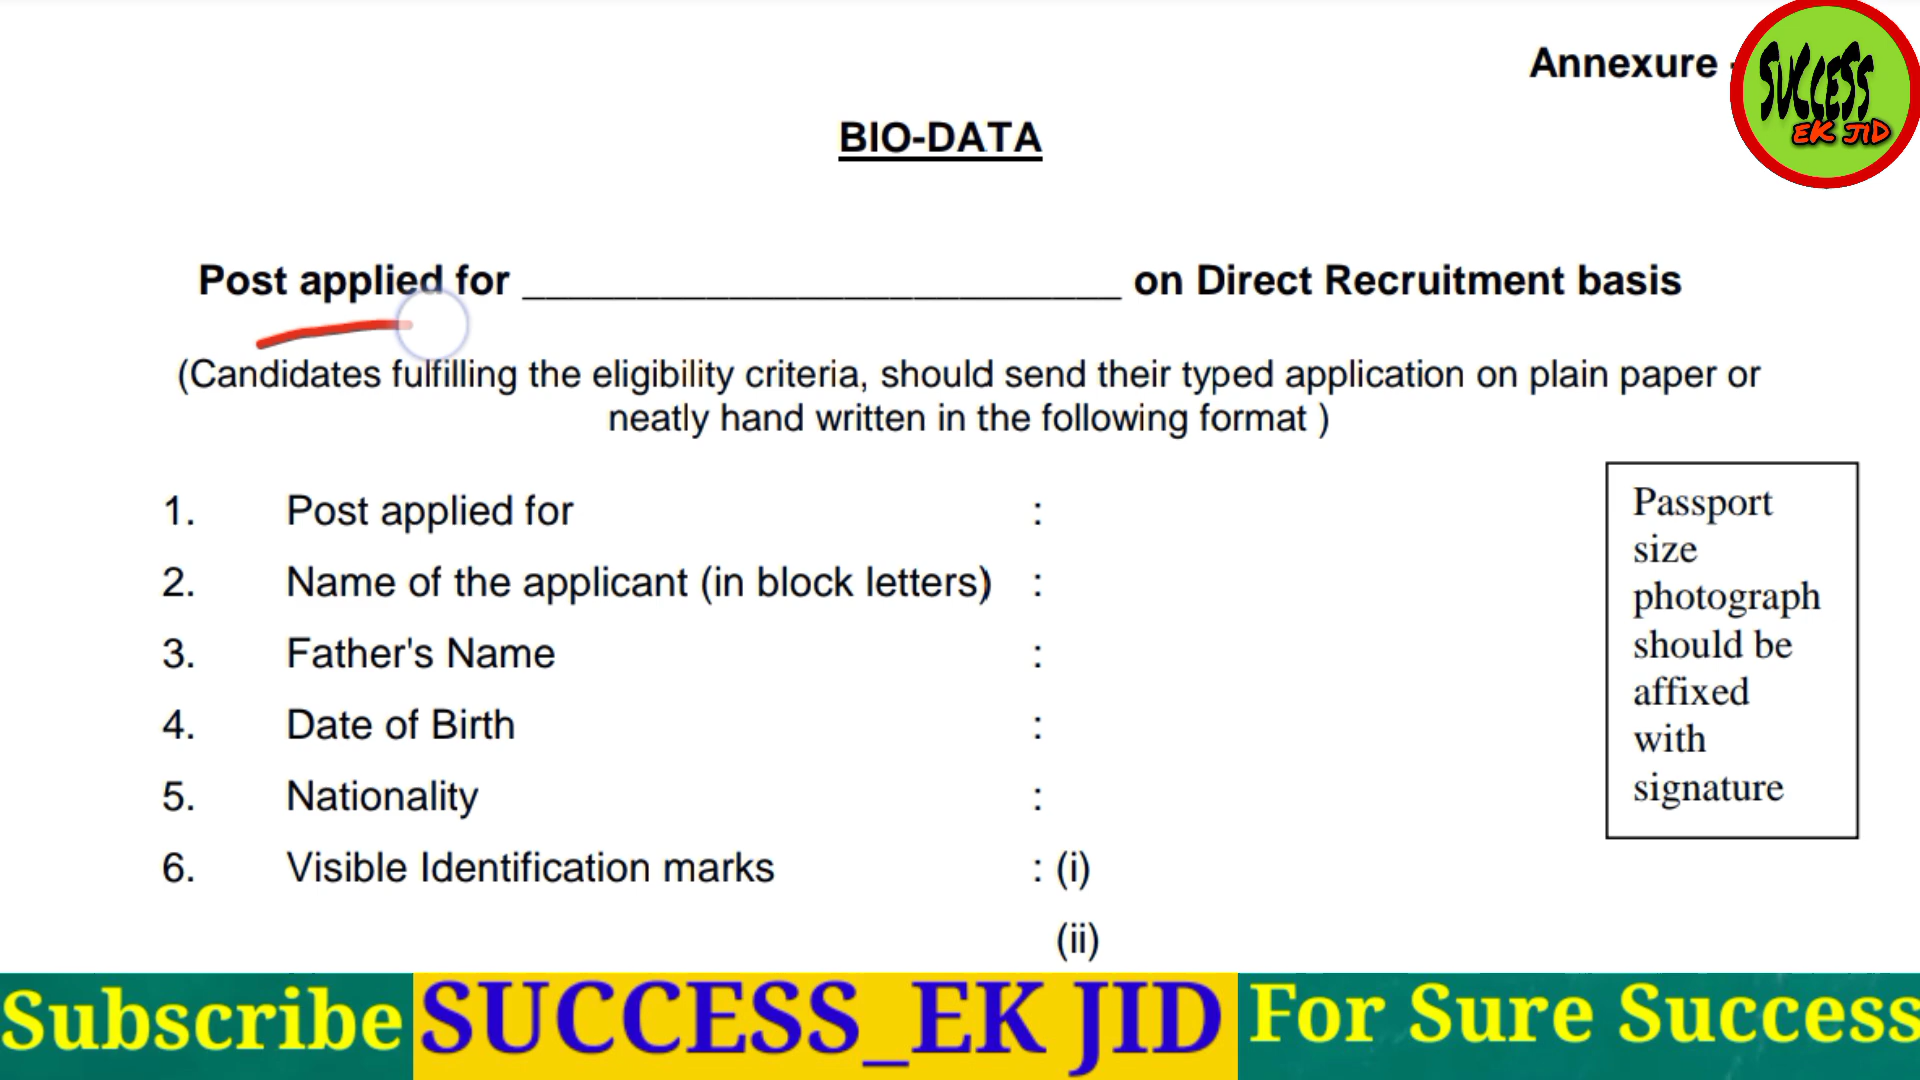 Annexure -
SUCCESS
EK JID
BIO-DATA
Post applied for __________________________ on Direct Recruitment basis
(Candidates fulfilling the eligibility criteria, should send their typed application on plain paper or
neatly hand written in the following format )
1. Post applied for :
2. Name of the applicant (in block letters) :
3. Father's Name :
4. Date of Birth :
5. Nationality :
6. Visible Identification marks : (i)
(ii)
Passport
size
photograph
should be
affixed
with
signature
Subscribe SUCCESS_EK JID For Sure Success